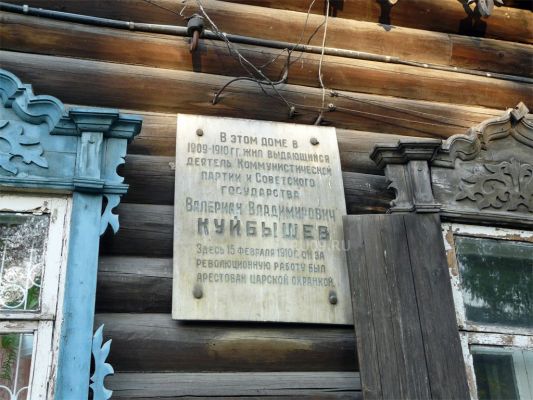 В этом доме в
1909-1910 гг. жил выдающийся
деятель Коммунистической
партии и Советского
государства
Валериан Владимирович
КУЙБЫШЕВ
Здесь 15 февраля 1910 г. он за
революционную работу был
арестован царской охранкой.